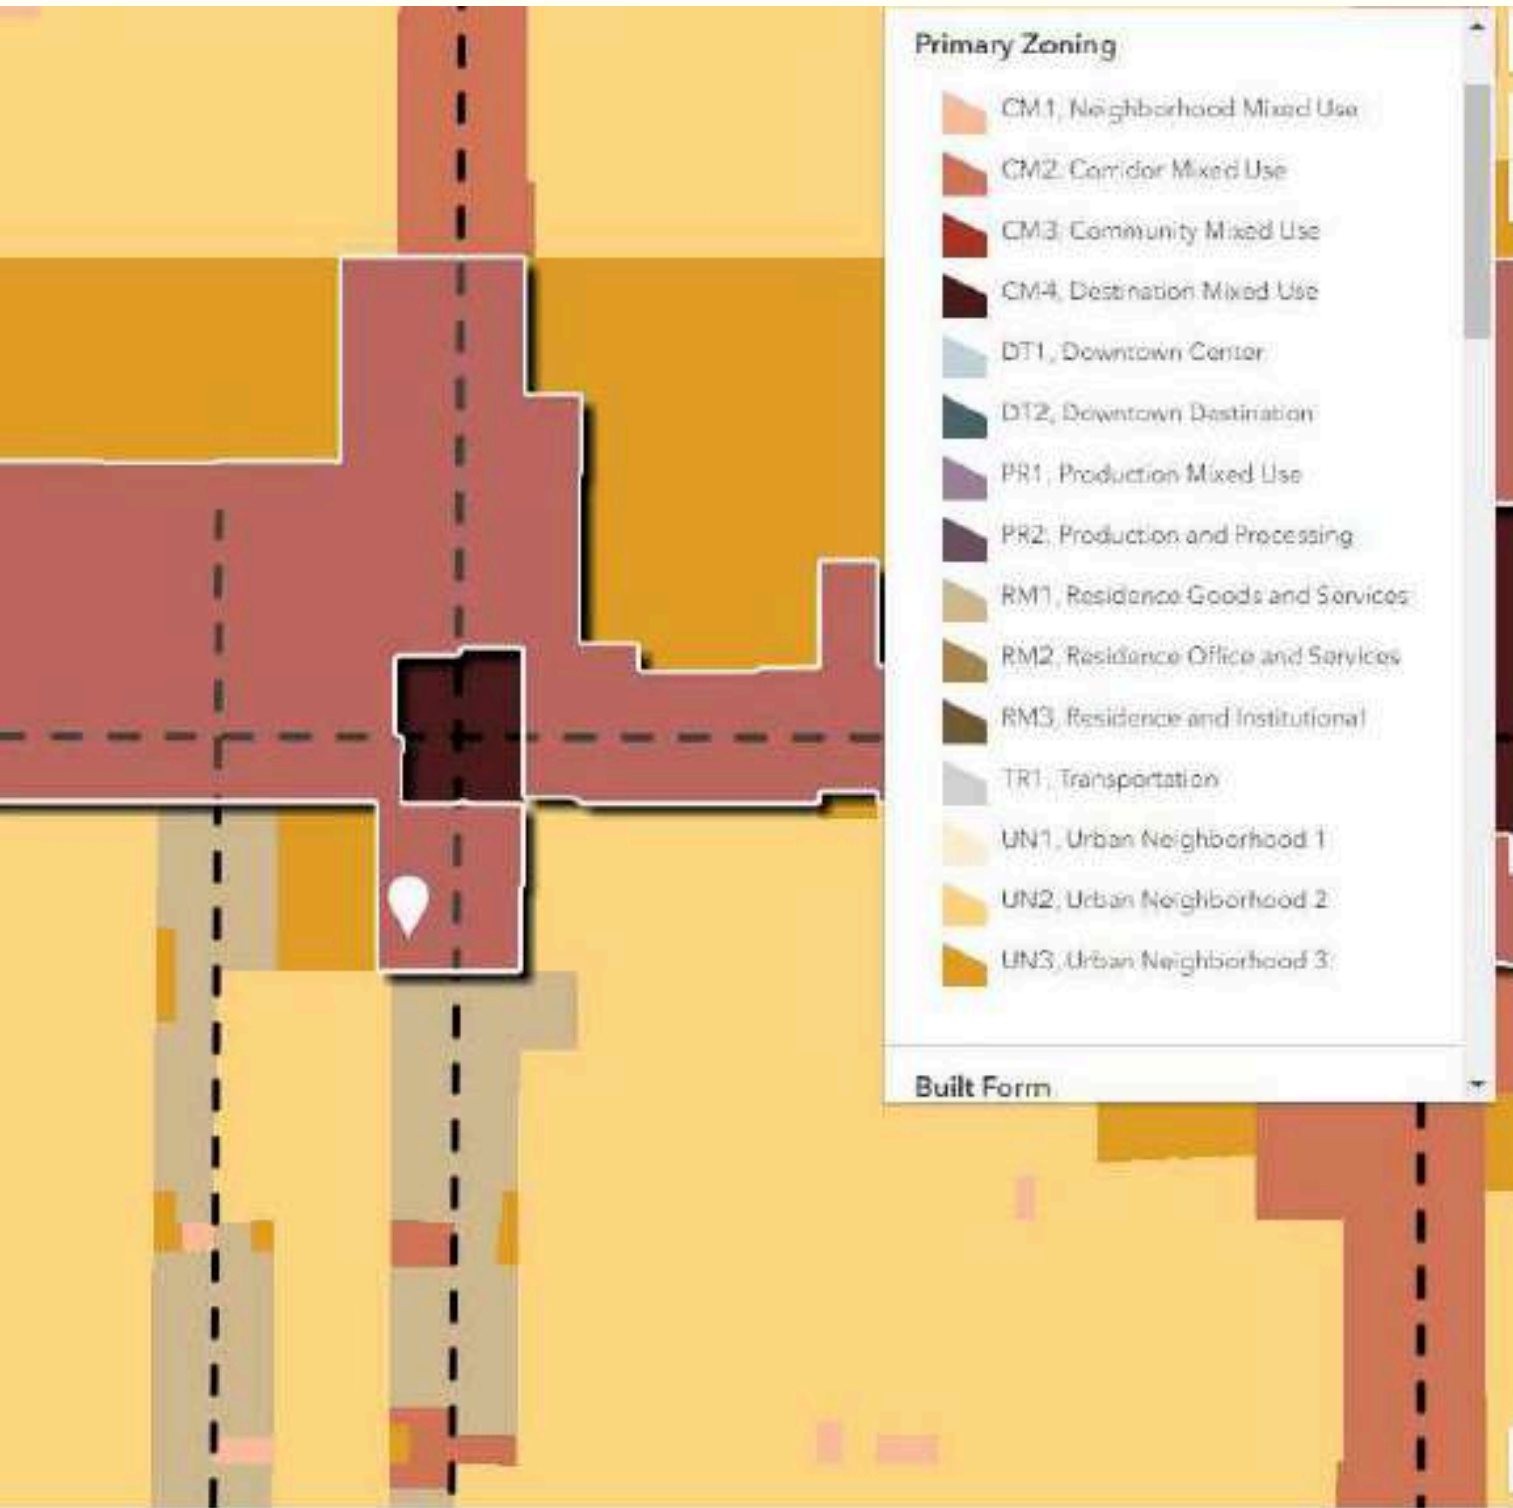 Primary Zoning
CM1, Neighborhood Mixed Use
CM2, Corridor Mixed Use
CM3, Community Mixed Use
CM4, Destination Mixed Use
DT1, Downtown Center
DT2, Downtown Destination
PR1, Production Mixed Use
PR2, Production and Processing
RM1, Residence Goods and Services
RM2, Residence Office and Services
RM3, Residence and Institutional
TR1, Transportation
UN1, Urban Neighborhood 1
UN2, Urban Neighborhood 2
UN3, Urban Neighborhood 3
Built Form